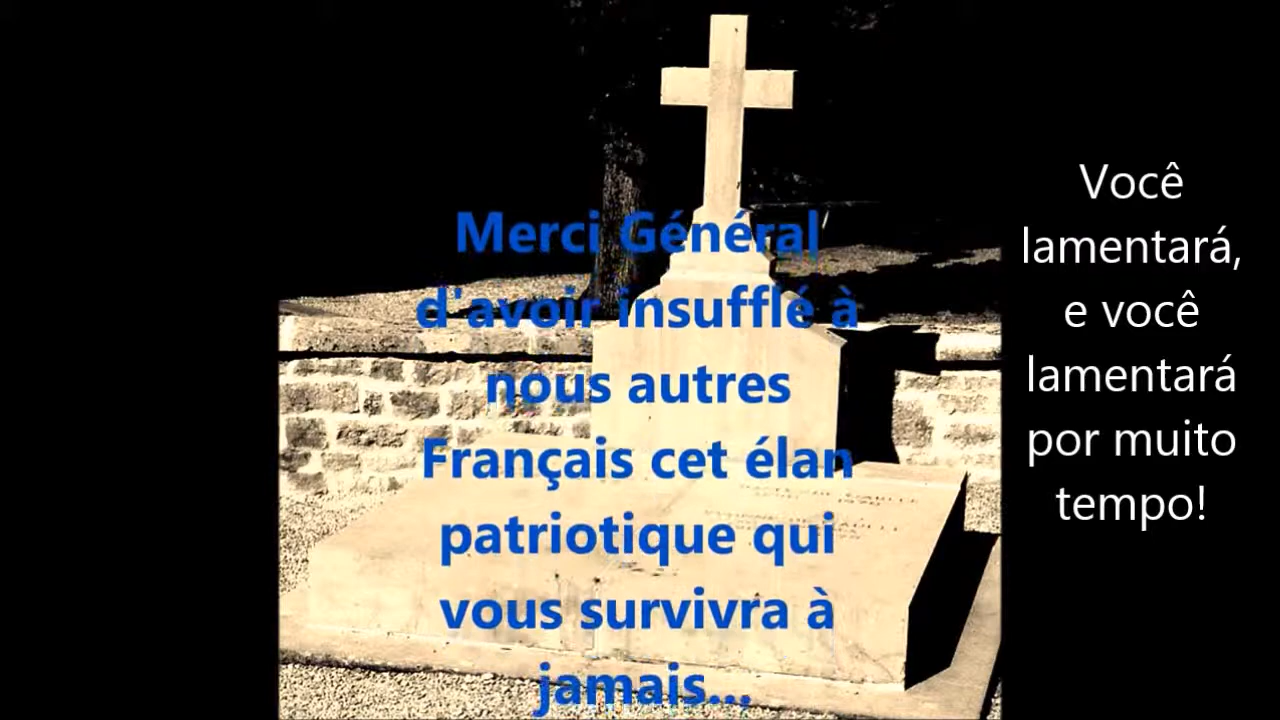 Merci Général
d'avoir insufflé à
nous autres
Français cet élan
patriotique qui
vous survivra à
jamais...
Você
lamentará,
e você
lamentará
por muito
tempo!